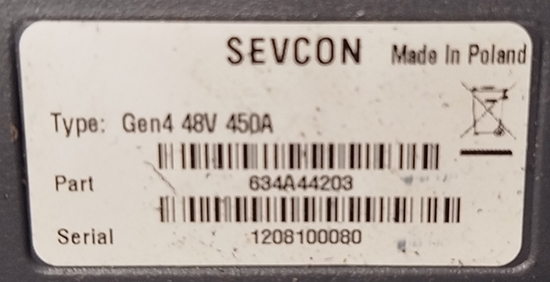 SEVCON Made In Poland
Type: Gen4 48V 450A
Part 634A44203
Serial 1208100080